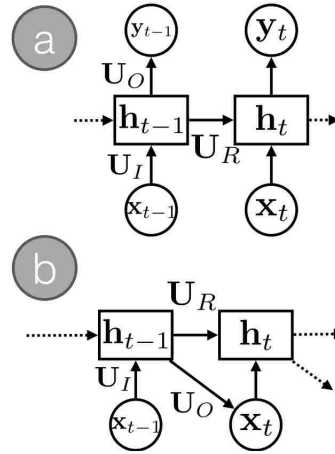 a
y_{t-1} y_t
U_O
h_{t-1} h_t
U_I U_R
x_{t-1} x_t
b
U_R
h_{t-1} h_t
U_I U_O
x_{t-1} x_t